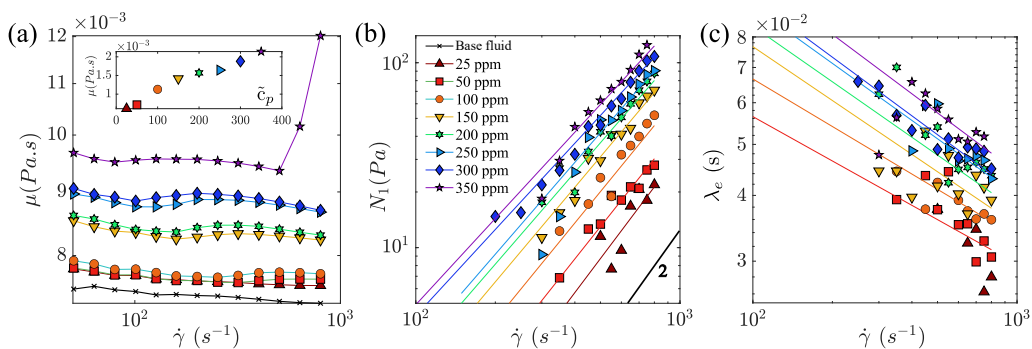 (a)
×10⁻³
12
11
10
9
8
μ(Pa.s)
10²
10³
γ̇ (s⁻¹)
×10⁻³
2
1.5
1
μ(Pa.s)
0
100
200
300
400
c̃ₚ
(b)
10²
10¹
N₁(Pa)
Base fluid
25 ppm
50 ppm
100 ppm
150 ppm
200 ppm
250 ppm
300 ppm
350 ppm
2
10²
10³
γ̇ (s⁻¹)
(c)
×10⁻²
8
6
5
4
3
λₑ (s)
10²
10³
γ̇ (s⁻¹)